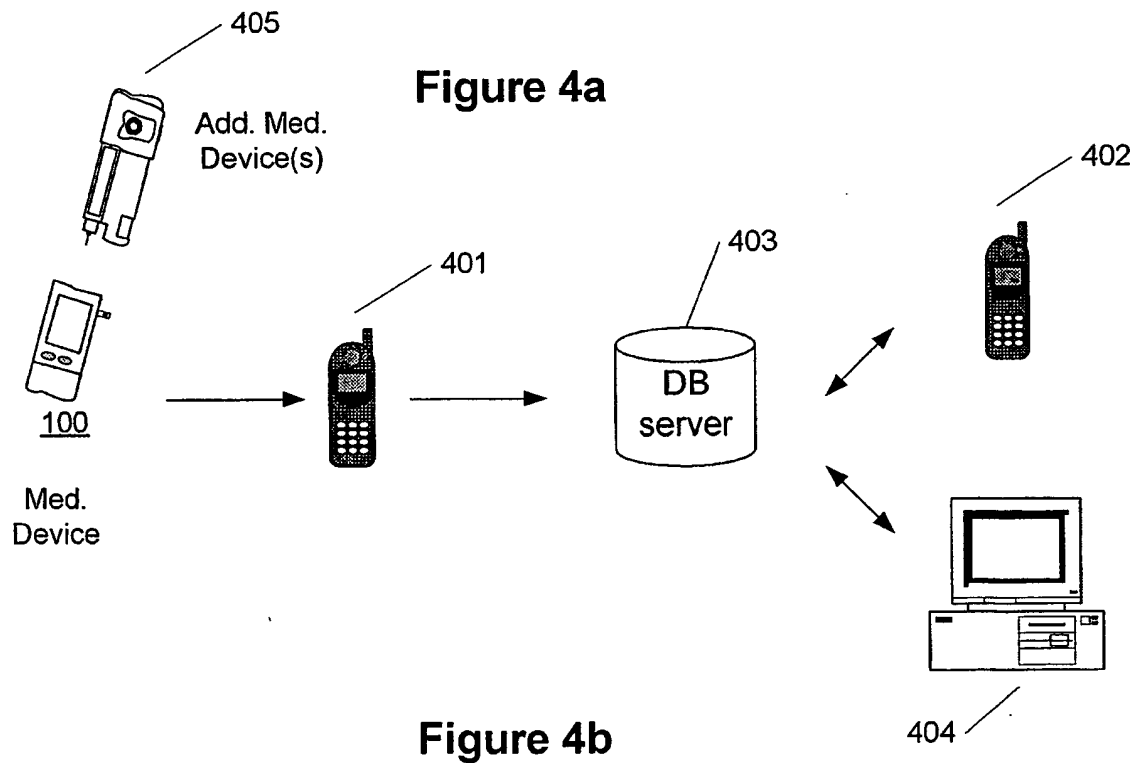 405
Figure 4a
Add. Med.
Device(s)
402
403
401
DB
server
100
Med.
Device
404
Figure 4b